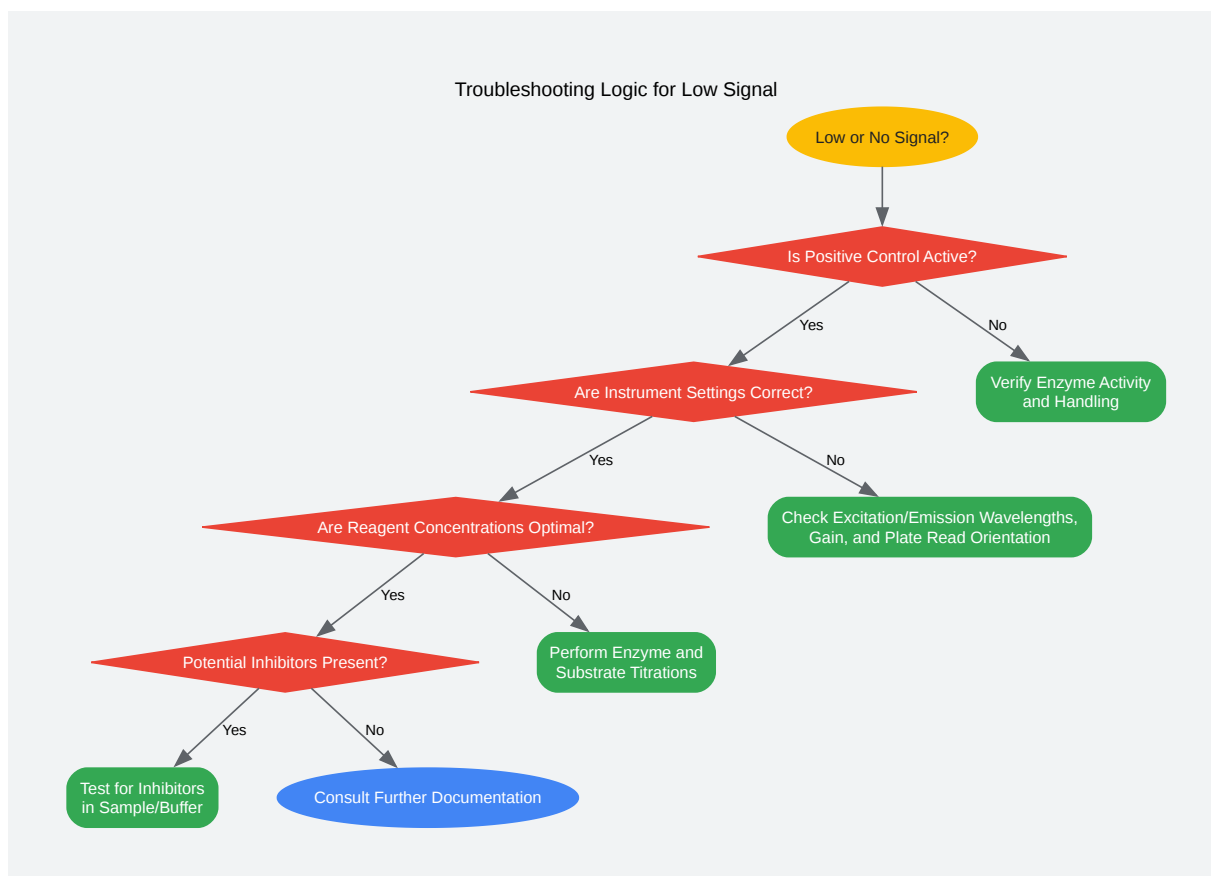 Troubleshooting Logic for Low Signal
Low or No Signal?
Is Positive Control Active?
Yes
No
Are Instrument Settings Correct?
Verify Enzyme Activity
and Handling
Yes
No
Are Reagent Concentrations Optimal?
Check Excitation/Emission Wavelengths,
Gain, and Plate Read Orientation
Yes
No
Potential Inhibitors Present?
Perform Enzyme and
Substrate Titrations
Yes
No
Test for Inhibitors
in Sample/Buffer
Consult Further Documentation